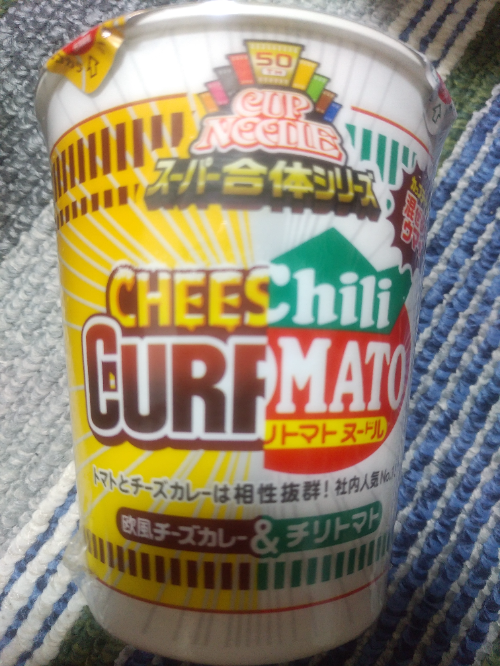 50
TH
CUP
NOODLE
スーパー合体シリーズ
CHEES Chili
CURR OMATO
リトマト ヌードル
トマトとチーズカレーは相性抜群!社内人気No.1
欧風チーズカレー&チリトマト